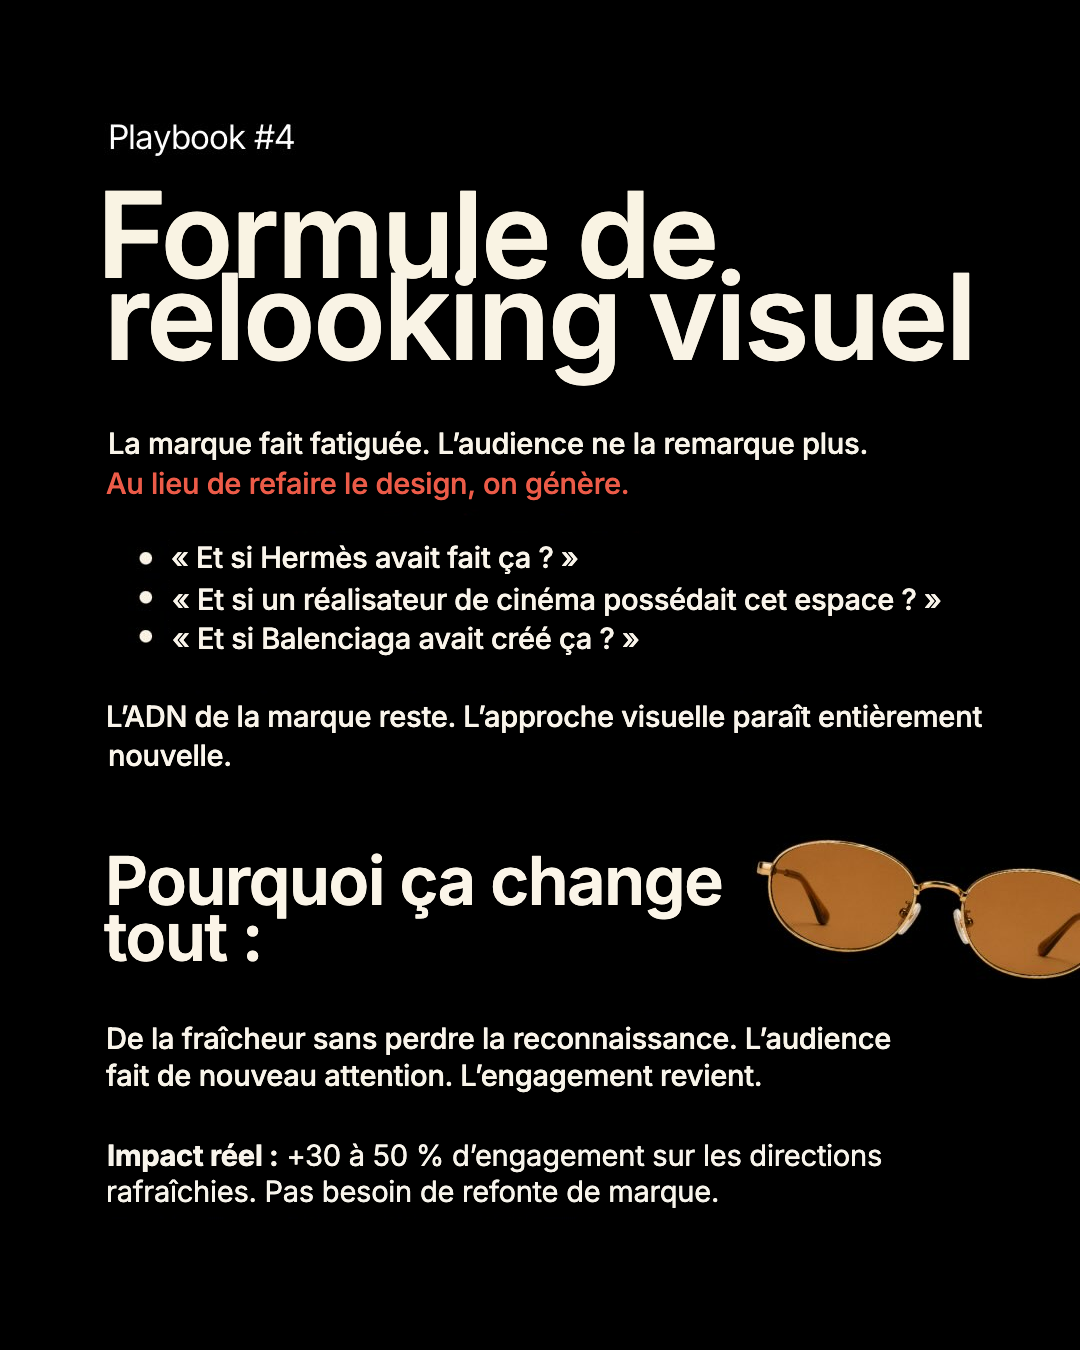 Playbook #4
Formule de
relooking visuel
La marque fait fatiguée. L’audience ne la remarque plus.
Au lieu de refaire le design, on génère.
• « Et si Hermès avait fait ça ? »
• « Et si un réalisateur de cinéma possédait cet espace ? »
• « Et si Balenciaga avait créé ça ? »
L’ADN de la marque reste. L’approche visuelle paraît entièrement
nouvelle.
Pourquoi ça change
tout :
De la fraîcheur sans perdre la reconnaissance. L’audience
fait de nouveau attention. L’engagement revient.
Impact réel : +30 à 50 % d’engagement sur les directions
rafraîchies. Pas besoin de refonte de marque.